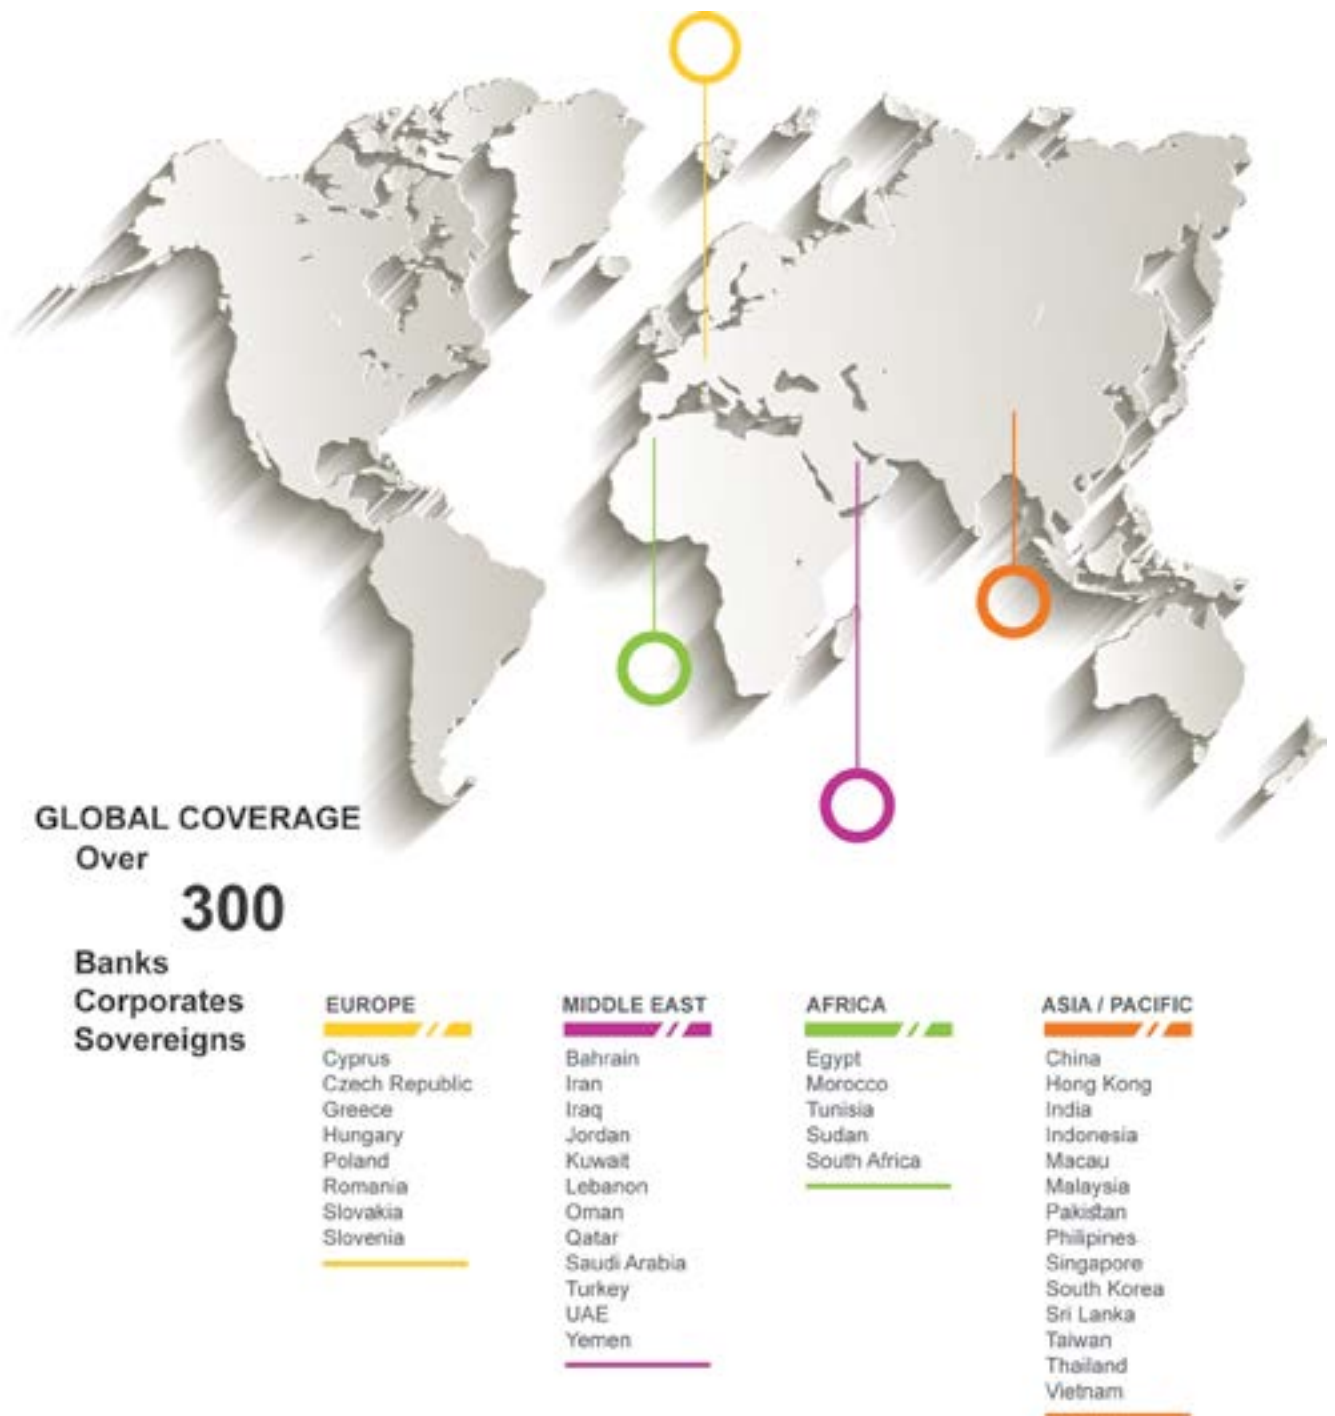 GLOBAL COVERAGE
Over
300
Banks
Corporates
Sovereigns
EUROPE
Cyprus
Czech Republic
Greece
Hungary
Poland
Romania
Slovakia
Slovenia
MIDDLE EAST
Bahrain
Iran
Iraq
Jordan
Kuwait
Lebanon
Oman
Qatar
Saudi Arabia
Turkey
UAE
Yemen
AFRICA
Egypt
Morocco
Tunisia
Sudan
South Africa
ASIA / PACIFIC
China
Hong Kong
India
Indonesia
Macau
Malaysia
Pakistan
Philipines
Singapore
South Korea
Sri Lanka
Taiwan
Thailand
Vietnam